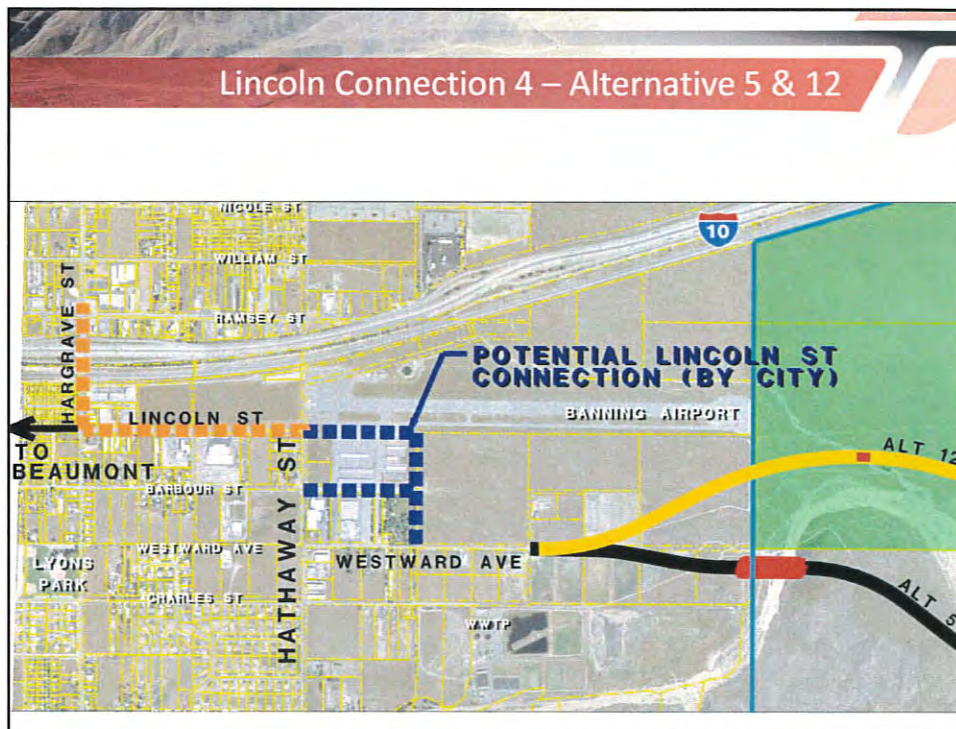 Lincoln Connection 4 – Alternative 5 & 12
NICOLE ST
10
WILLIAM ST
HARGRAVE ST
RAMSEY ST
POTENTIAL LINCOLN ST
CONNECTION (BY CITY)
LINCOLN ST
BANNING AIRPORT
TO
BEAUMONT
ALT 12
BARBOUR ST
HATHAWAY ST
WESTWARD AVE
WESTWARD AVE
LYONS
PARK
CHARLES ST
ALT 5
WWTP